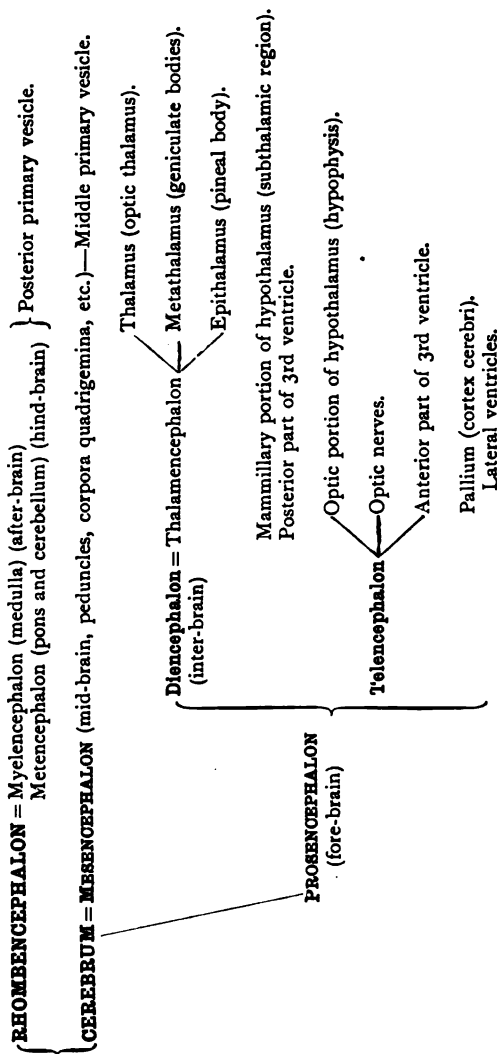 RHOMBENCEPHALON = Myelencephalon (medulla) (after-brain)
Metencephalon (pons and cerebellum) (hind-brain)
} Posterior primary vesicle.
CEREBRUM = MESENCEPHALON (mid-brain, peduncles, corpora quadrigemina, etc.)—Middle primary vesicle.
Thalamus (optic thalamus).
Diencephalon = Thalamencephalon
(inter-brain)
Metathalamus (geniculate bodies).
Epithalamus (pineal body).
Mammillary portion of hypothalamus (subthalamic region).
Posterior part of 3rd ventricle.
PROSENCEPHALON
(fore-brain)
Optic portion of hypothalamus (hypophysis).
Telencephalon
Optic nerves.
Anterior part of 3rd ventricle.
Pallium (cortex cerebri).
Lateral ventricles.